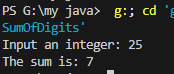 PS G:\my java> g:; cd 'g
SumOfDigits'
Input an integer: 25
The sum is: 7